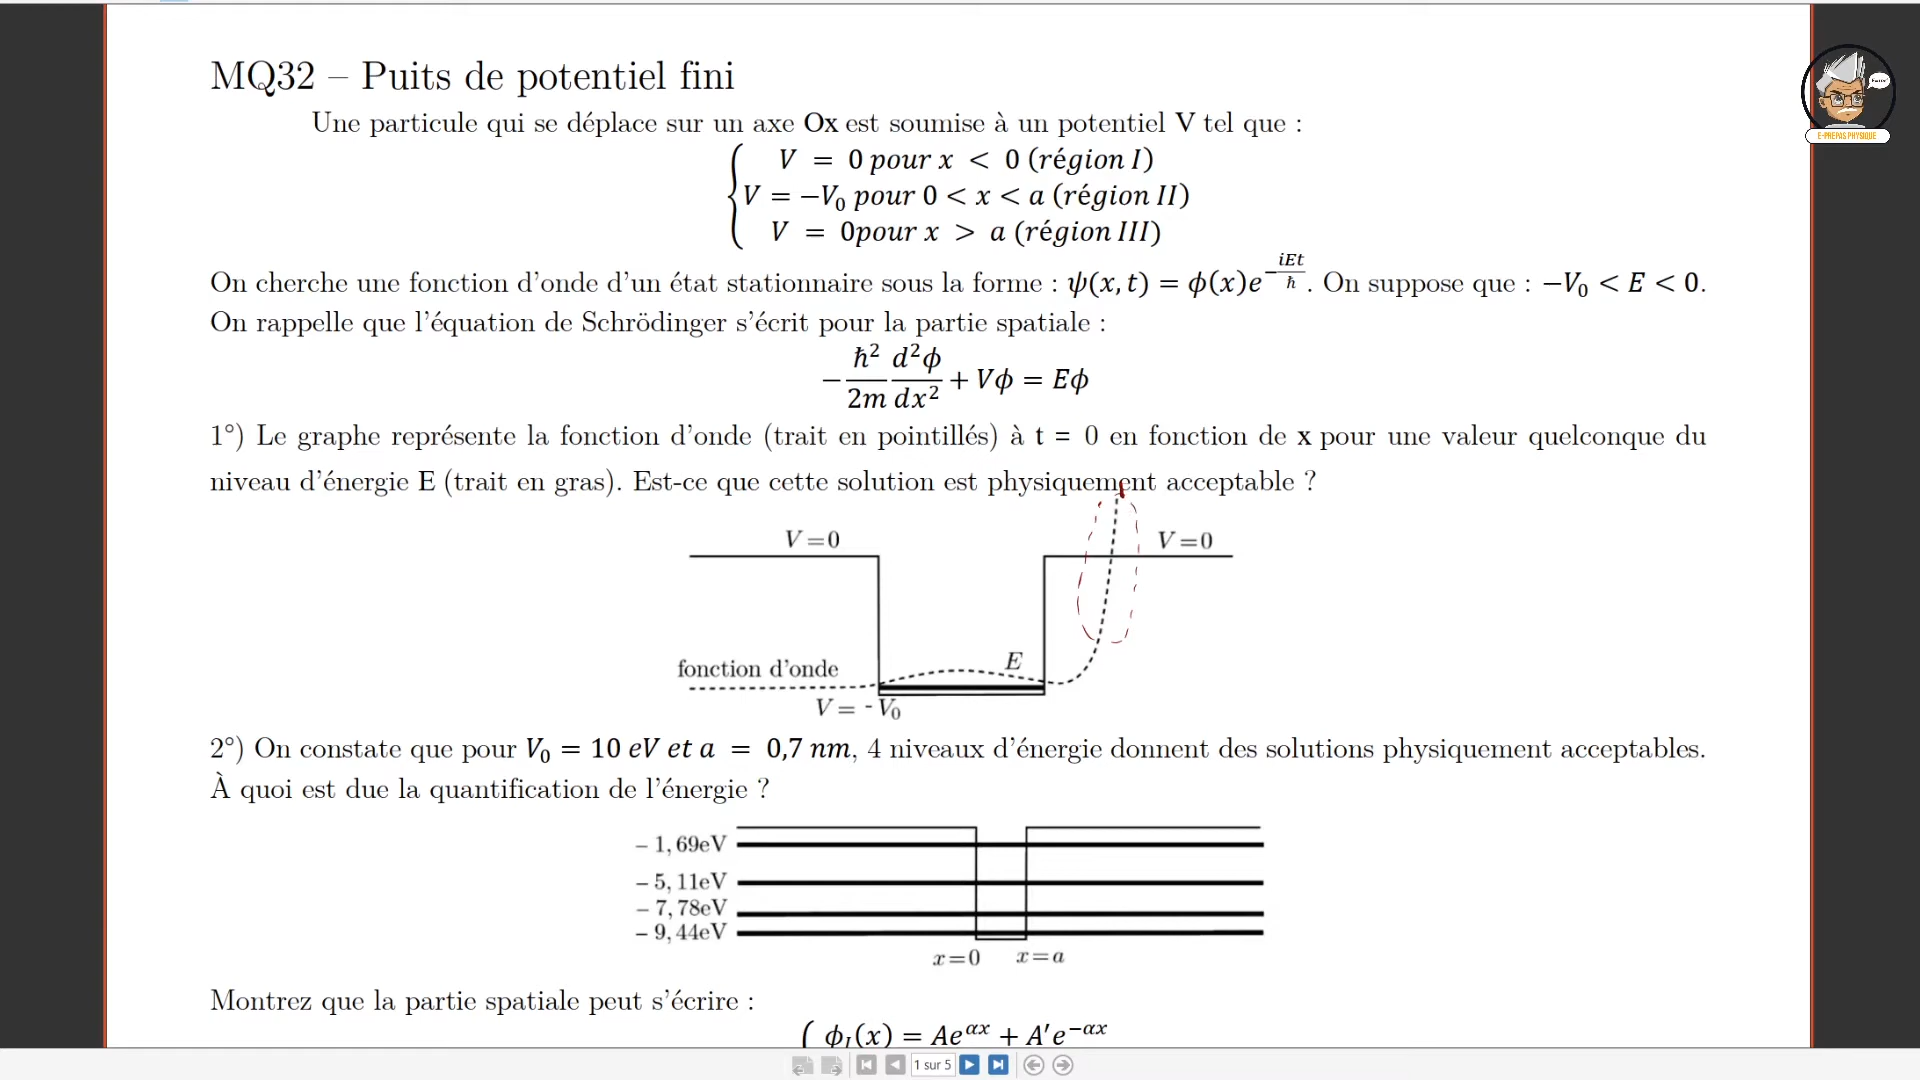 MQ32 – Puits de potentiel fini
Une particule qui se déplace sur un axe Ox est soumise à un potentiel V tel que :
V = 0 pour x < 0 (région I)
V = −V₀ pour 0 < x < a (région II)
V = 0pour x > a (région III)
On cherche une fonction d'onde d'un état stationnaire sous la forme : ψ(x, t) = ϕ(x)e^{−iEt/ℏ}. On suppose que : −V₀ < E < 0.
On rappelle que l'équation de Schrödinger s'écrit pour la partie spatiale :
−ℏ²/2m d²ϕ/dx² + Vϕ = Eϕ
1°) Le graphe représente la fonction d'onde (trait en pointillés) à t = 0 en fonction de x pour une valeur quelconque du
niveau d'énergie E (trait en gras). Est-ce que cette solution est physiquement acceptable ?
V=0
V=0
fonction d'onde
E
V= -V₀
2°) On constate que pour V₀ = 10 eV et a = 0,7 nm, 4 niveaux d'énergie donnent des solutions physiquement acceptables.
À quoi est due la quantification de l'énergie ?
– 1, 69eV
– 5, 11eV
– 7, 78eV
– 9, 44eV
x=0 x=a
Montrez que la partie spatiale peut s'écrire :
ϕ_I(x) = Ae^{αx} + A′e^{−αx}
1 sur 5
E-PREPAS PHYSIQUE